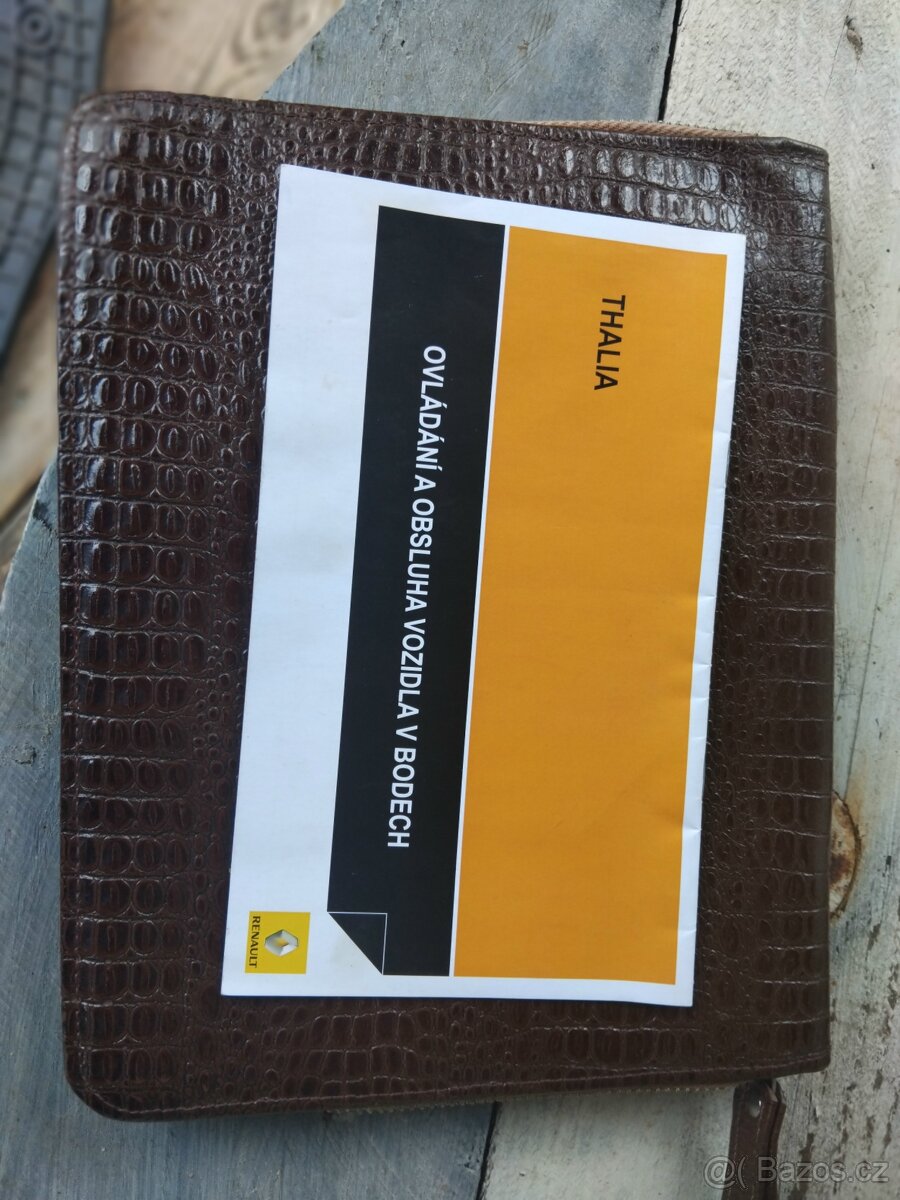 THALIA
OVLÁDÁNÍ A OBSLUHA VOZIDLA V BODECH
RENAULT
@( Bazos.cz